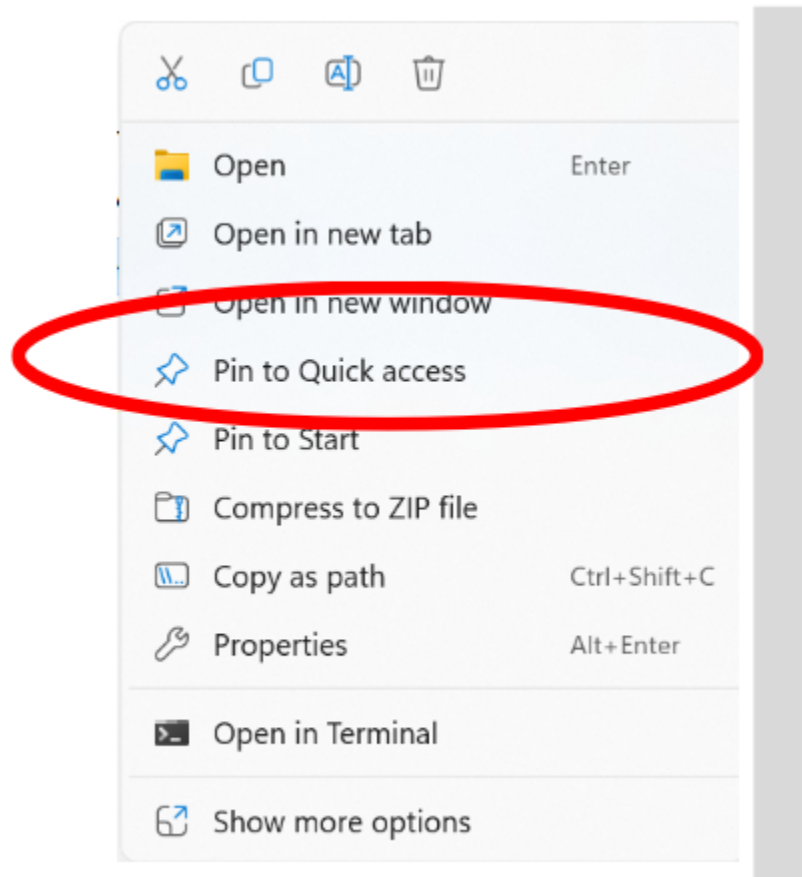 Open Enter
Open in new tab
Open in new window
Pin to Quick access
Pin to Start
Compress to ZIP file
Copy as path Ctrl+Shift+C
Properties Alt+Enter
Open in Terminal
Show more options